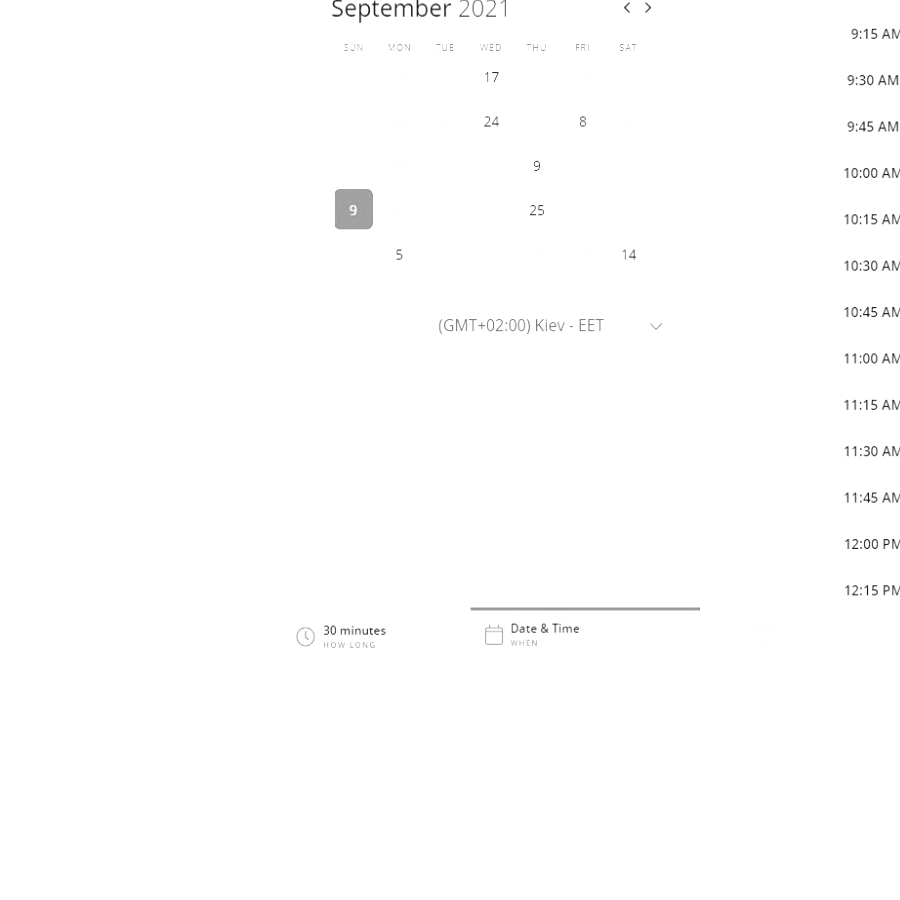 September 2021
SUN MON TUE WED THU FRI SAT
17
24 8
9
9 25
5 14
(GMT+02:00) Kiev - EET
30 minutes
HOW LONG
Date & Time
WHEN
9:15 AM
9:30 AM
9:45 AM
10:00 AM
10:15 AM
10:30 AM
10:45 AM
11:00 AM
11:15 AM
11:30 AM
11:45 AM
12:00 PM
12:15 PM